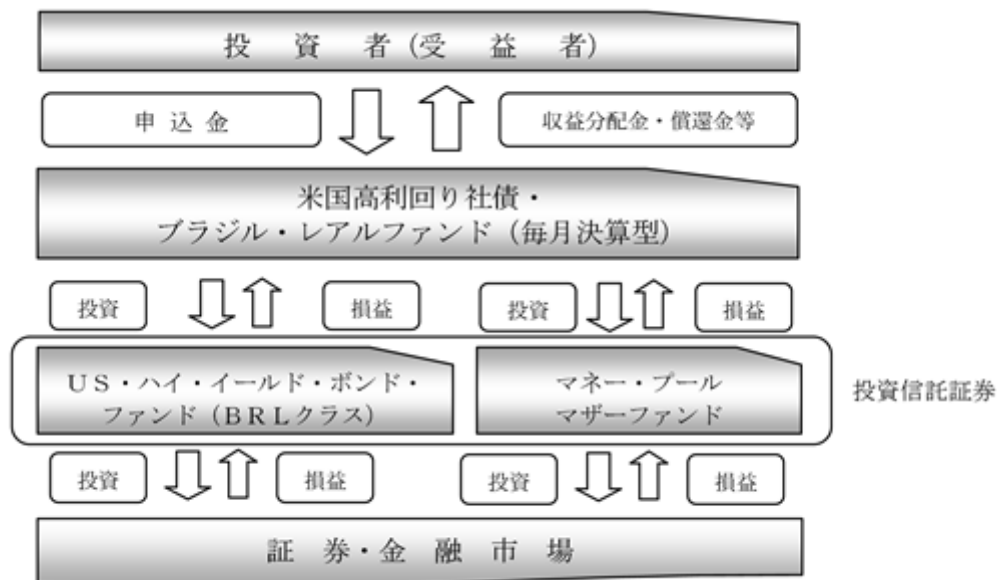 投 資 者(受 益 者)
申 込 金
収益分配金・償還金等
米国高利回り社債・
ブラジル・レアルファンド(毎月決算型)
投資
損益
投資
損益
US・ハイ・イールド・ボンド・
ファンド(BRLクラス)
マネー・プール
マザーファンド
投資信託証券
投資
損益
投資
損益
証 券・金 融 市 場